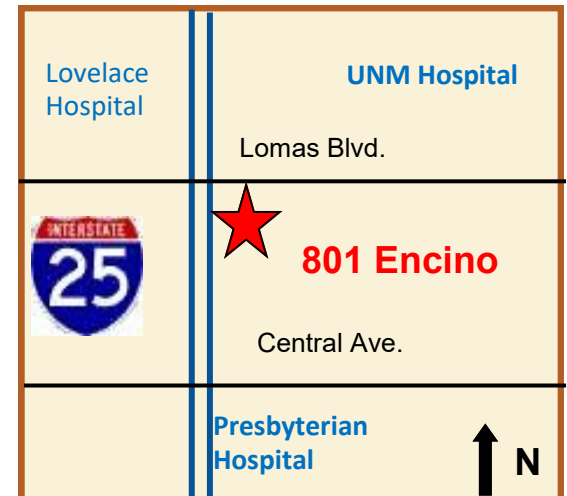 Lovelace
Hospital
UNM Hospital
Lomas Blvd.
INTERSTATE
25
801 Encino
Central Ave.
Presbyterian
Hospital
N